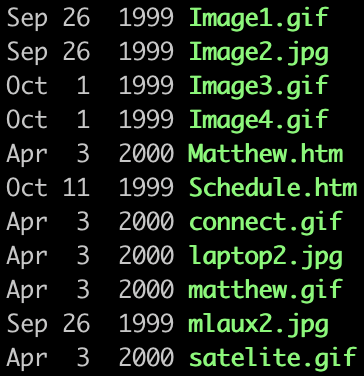 Sep 26  1999 Image1.gif
Sep 26  1999 Image2.jpg
Oct  1  1999 Image3.gif
Oct  1  1999 Image4.gif
Apr  3  2000 Matthew.htm
Oct 11  1999 Schedule.htm
Apr  3  2000 connect.gif
Apr  3  2000 laptop2.jpg
Apr  3  2000 matthew.gif
Sep 26  1999 mlaux2.jpg
Apr  3  2000 satelite.gif